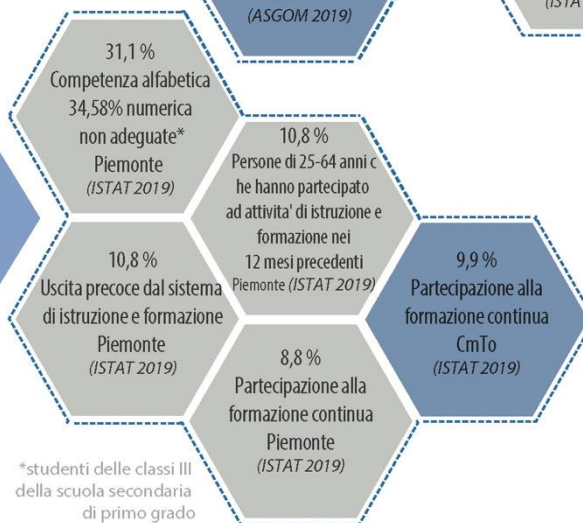 (ASGOM 2019)
(ISTA
31,1 %
Competenza alfabetica
34,58% numerica
non adeguate*
Piemonte
(ISTAT 2019)
10,8 %
Persone di 25-64 anni c
he hanno partecipato
ad attivita' di istruzione e
formazione nei
12 mesi precedenti
Piemonte (ISTAT 2019)
10,8 %
Uscita precoce dal sistema
di istruzione e formazione
Piemonte
(ISTAT 2019)
9,9 %
Partecipazione alla
formazione continua
CmTo
(ISTAT 2019)
8,8 %
Partecipazione alla
formazione continua
Piemonte
(ISTAT 2019)
*studenti delle classi III
della scuola secondaria
di primo grado